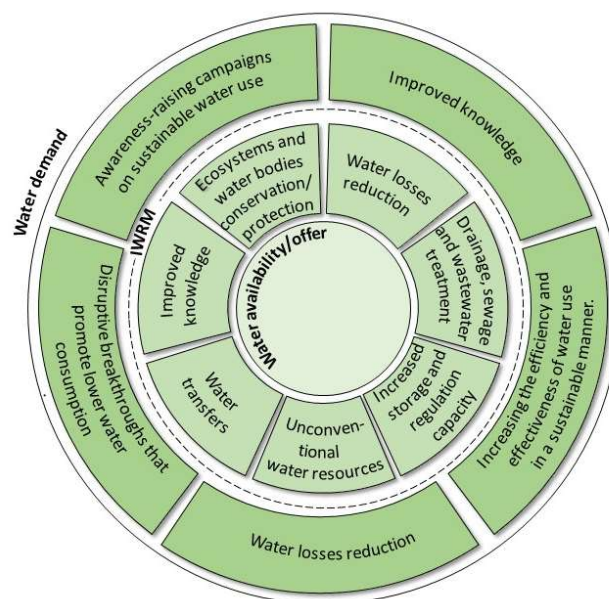 Water demand
Awareness-raising campaigns
on sustainable water use
Improved knowledge
Increasing the efficiency and
effectiveness of water use
in a sustainable manner.
Water losses reduction
Disruptive breakthroughs that
promote lower water
consumption
IWRM
Ecosystems and
water bodies
conservation/
protection
Water losses
reduction
Drainage, sewage
and wastewater
treatment
Increased
storage and
regulation
capacity
Unconven-
tional
water resources
Water
transfers
Improved
knowledge
Water availability/offer